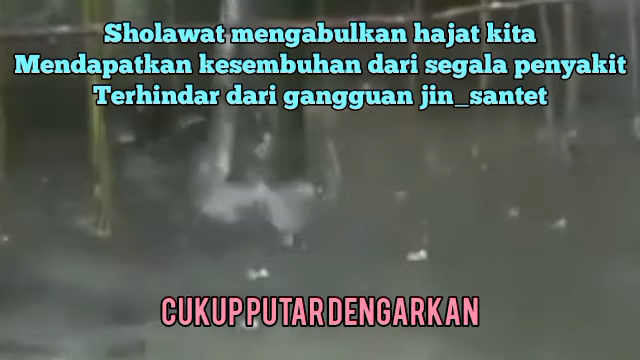 Sholawat mengabulkan hajat kita
Mendapatkan kesembuhan dari segala penyakit
Terhindar dari gangguan jin_santet
CUKUP PUTAR DENGARKAN